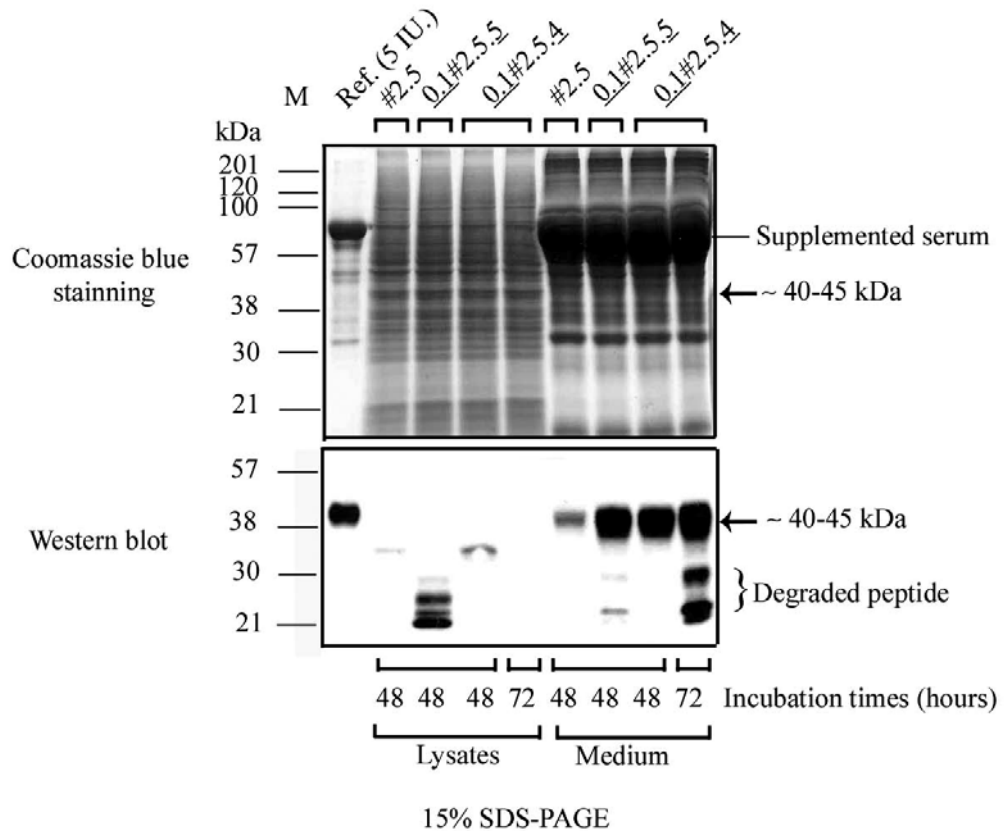 M Ref. (5 IU.) #2.5 0.1#2.5.5 0.1#2.5.4 #2.5 0.1#2.5.5 0.1#2.5.4
kDa
201
120
100
57
38
30
21
Coomassie blue
stainning
Supplemented serum
~ 40-45 kDa
57
38
30
21
Western blot
~ 40-45 kDa
Degraded peptide
48 48 48 72 48 48 48 72 Incubation times (hours)
Lysates Medium
15% SDS-PAGE